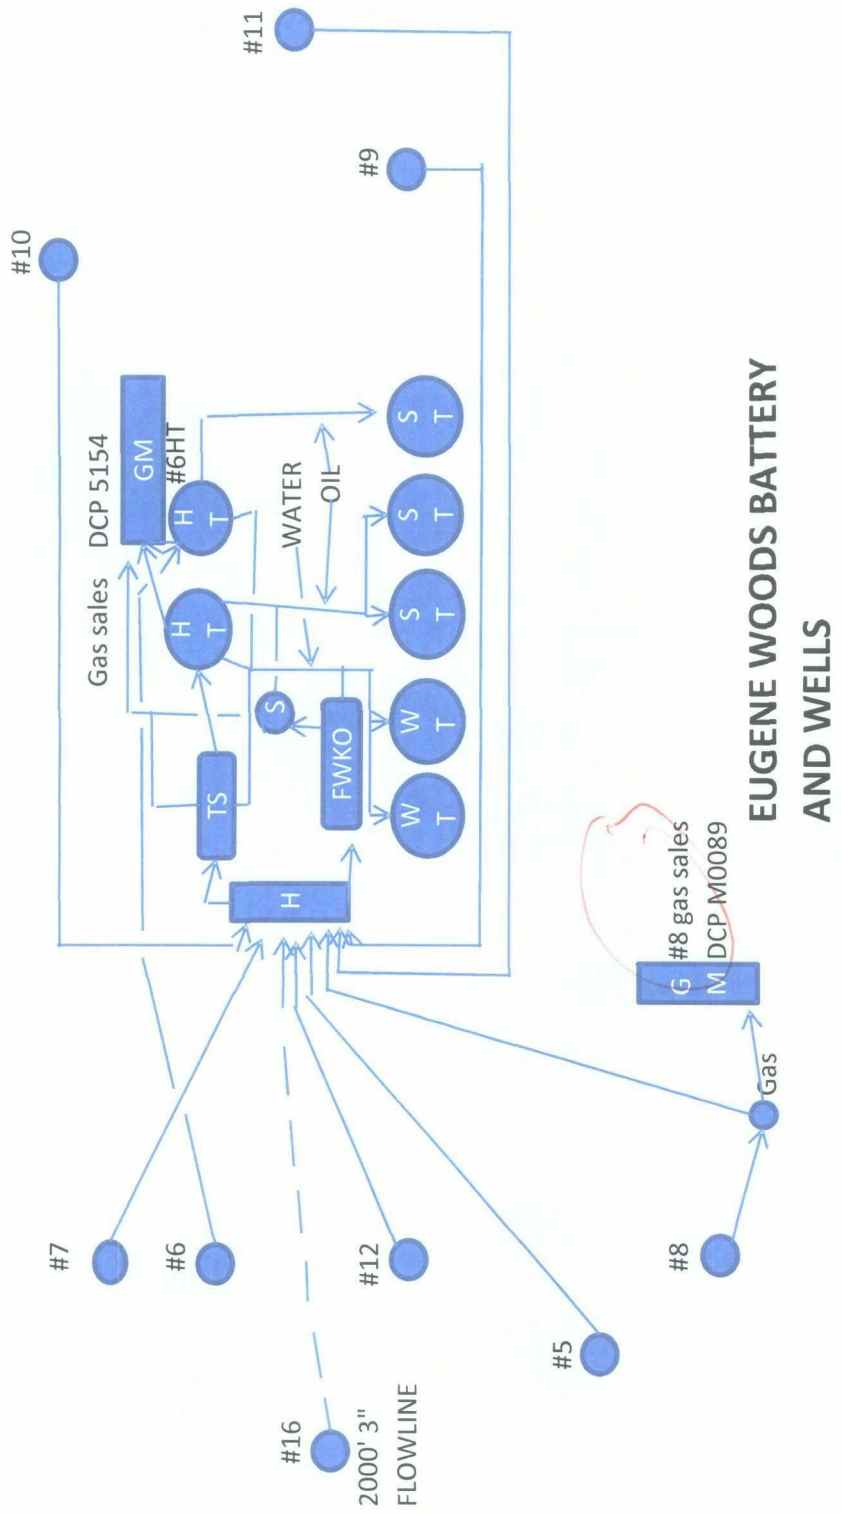 #16
2000' 3"
FLOWLINE
#5
#7
#6
#12
#8
Gas
G
M
#8 gas sales
DCP M0089
H
TS
FWKO
S
W
T
W
T
H
T
H
T
#6HT
GM
Gas sales DCP 5154
WATER
OIL
S
T
S
T
S
T
#10
#9
#11
EUGENE WOODS BATTERY
AND WELLS